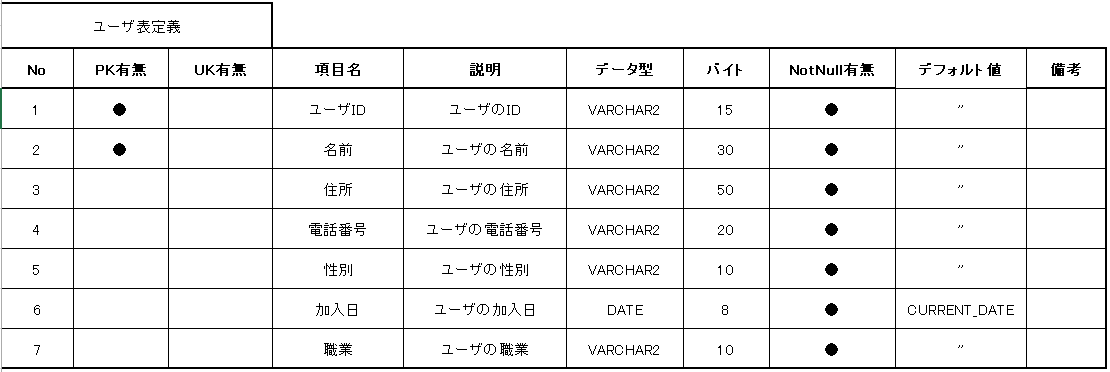 ユーザ表定義
No PK有無 UK有無 項目名 説明 データ型 バイト NotNull有無 デフォルト値 備考
1 ● ユーザID ユーザのID VARCHAR2 15 ● ”
2 ● 名前 ユーザの名前 VARCHAR2 30 ● ”
3 住所 ユーザの住所 VARCHAR2 50 ● ”
4 電話番号 ユーザの電話番号 VARCHAR2 20 ● ”
5 性別 ユーザの性別 VARCHAR2 10 ● ”
6 加入日 ユーザの加入日 DATE 8 ● CURRENT_DATE
7 職業 ユーザの職業 VARCHAR2 10 ● ”